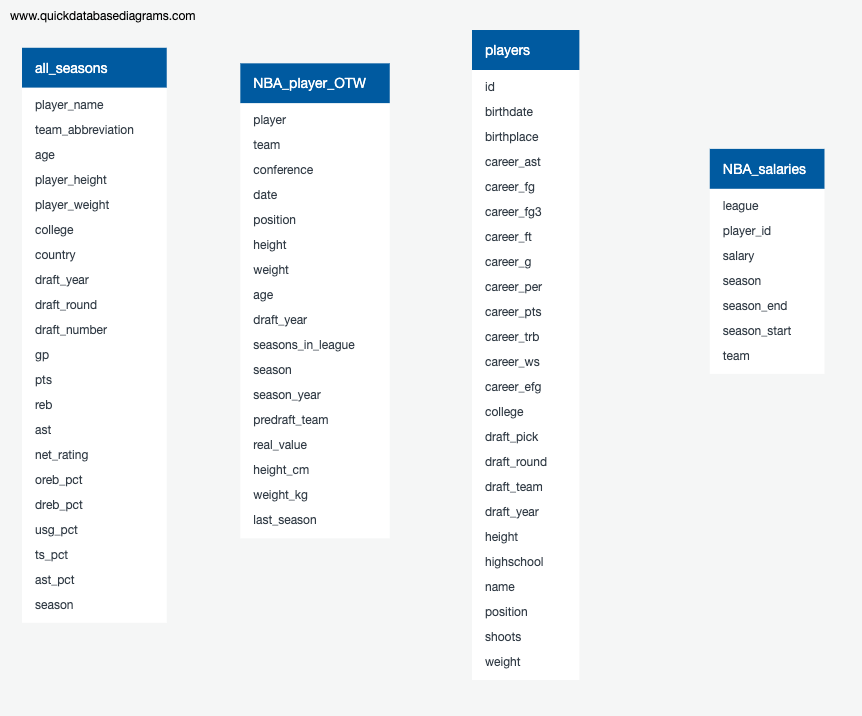 www.quickdatabasediagrams.com
all_seasons
player_name
team_abbreviation
age
player_height
player_weight
college
country
draft_year
draft_round
draft_number
gp
pts
reb
ast
net_rating
oreb_pct
dreb_pct
usg_pct
ts_pct
ast_pct
season
NBA_player_OTW
player
team
conference
date
position
height
weight
age
draft_year
seasons_in_league
season
season_year
predraft_team
real_value
height_cm
weight_kg
last_season
players
id
birthdate
birthplace
career_ast
career_fg
career_fg3
career_ft
career_g
career_per
career_pts
career_trb
career_ws
career_efg
college
draft_pick
draft_round
draft_team
draft_year
height
highschool
name
position
shoots
weight
NBA_salaries
league
player_id
salary
season
season_end
season_start
team